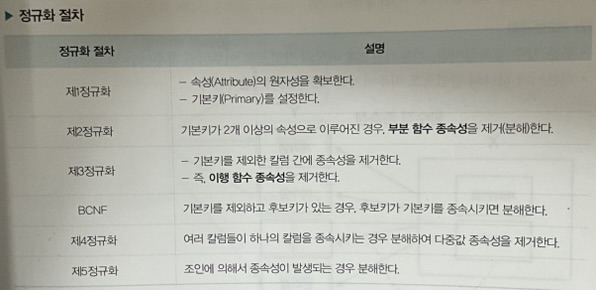 ▶ 정규화 절차
정규화 절차 설명
제1정규화
– 속성(Attribute)의 원자성을 확보한다.
– 기본키(Primary)를 설정한다.
제2정규화 기본키가 2개 이상의 속성으로 이루어진 경우, 부분 함수 종속성을 제거(분해)한다.
제3정규화
– 기본키를 제외한 칼럼 간에 종속성을 제거한다.
– 즉, 이행 함수 종속성을 제거한다.
BCNF 기본키를 제외하고 후보키가 있는 경우, 후보키가 기본키를 종속시키면 분해한다.
제4정규화 여러 칼럼들이 하나의 칼럼을 종속시키는 경우 분해하여 다중값 종속성을 제거한다.
제5정규화 조인에 의해서 종속성이 발생되는 경우 분해한다.